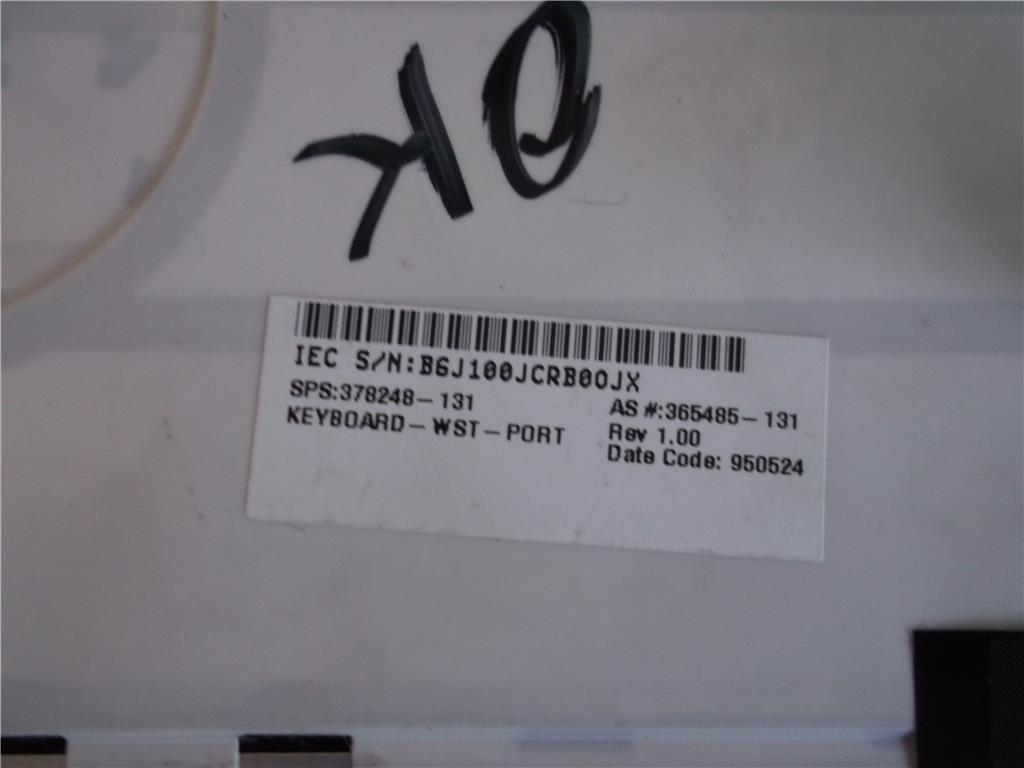 OK
IEC S/N:B6J100JCRB00JX
SPS:378248-131
KEYBOARD-WST-PORT
AS #:365485-131
Rev 1.00
Date Code: 950524